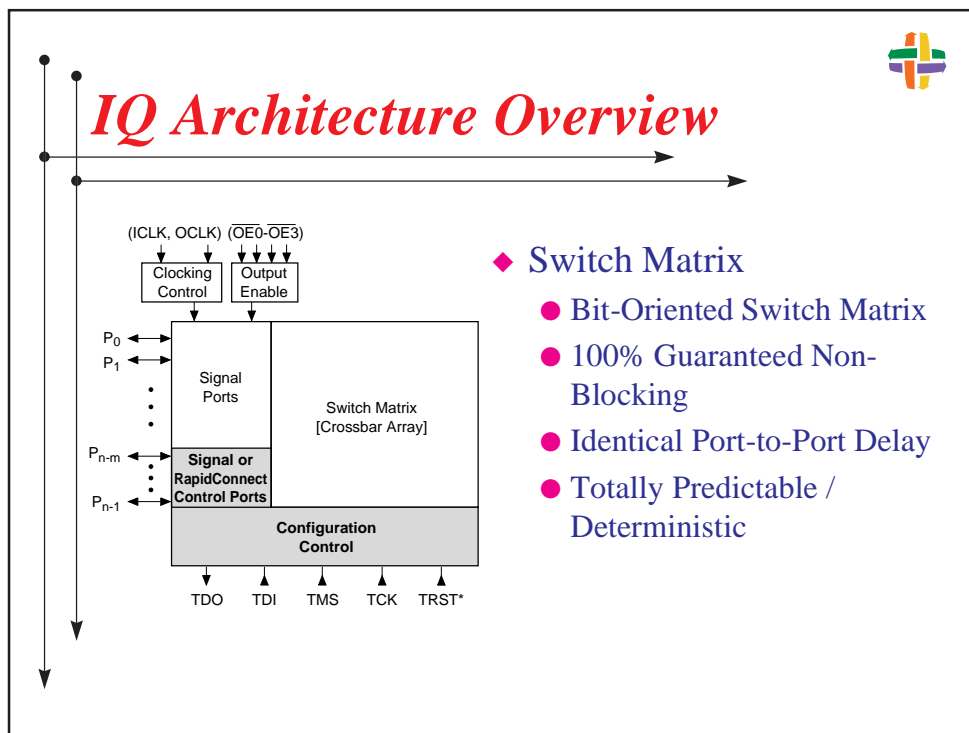 IQ Architecture Overview
(ICLK, OCLK) (O̅E̅0̅-O̅E̅3̅)
Clocking Control
Output Enable
P0
P1
Signal Ports
Switch Matrix
[Crossbar Array]
Pn-m
Signal or
RapidConnect
Control Ports
Pn-1
Configuration
Control
TDO TDI TMS TCK TRST*
◆ Switch Matrix
● Bit-Oriented Switch Matrix
● 100% Guaranteed Non-
Blocking
● Identical Port-to-Port Delay
● Totally Predictable /
Deterministic